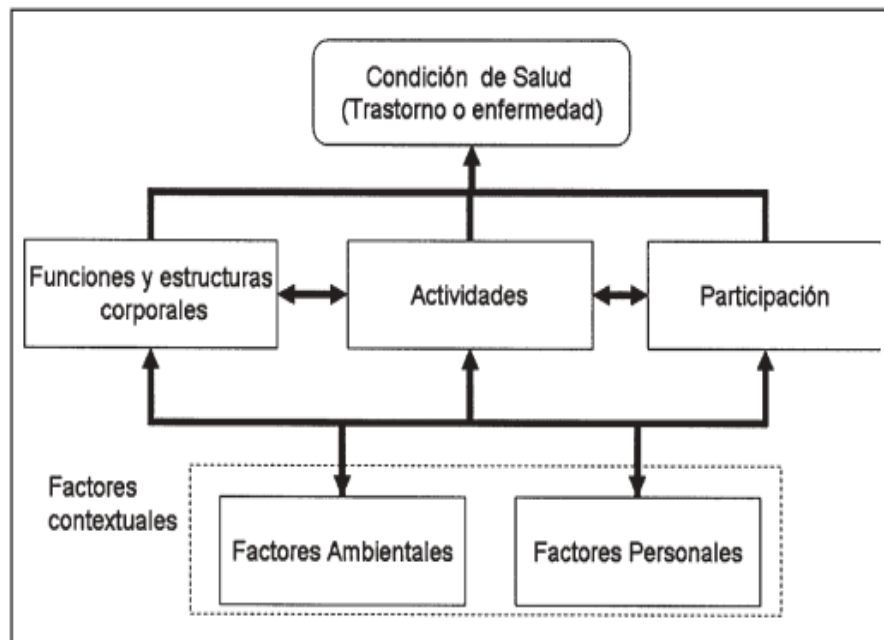 Condición de Salud
(Trastorno o enfermedad)
Funciones y estructuras
corporales
Actividades
Participación
Factores
contextuales
Factores Ambientales
Factores Personales